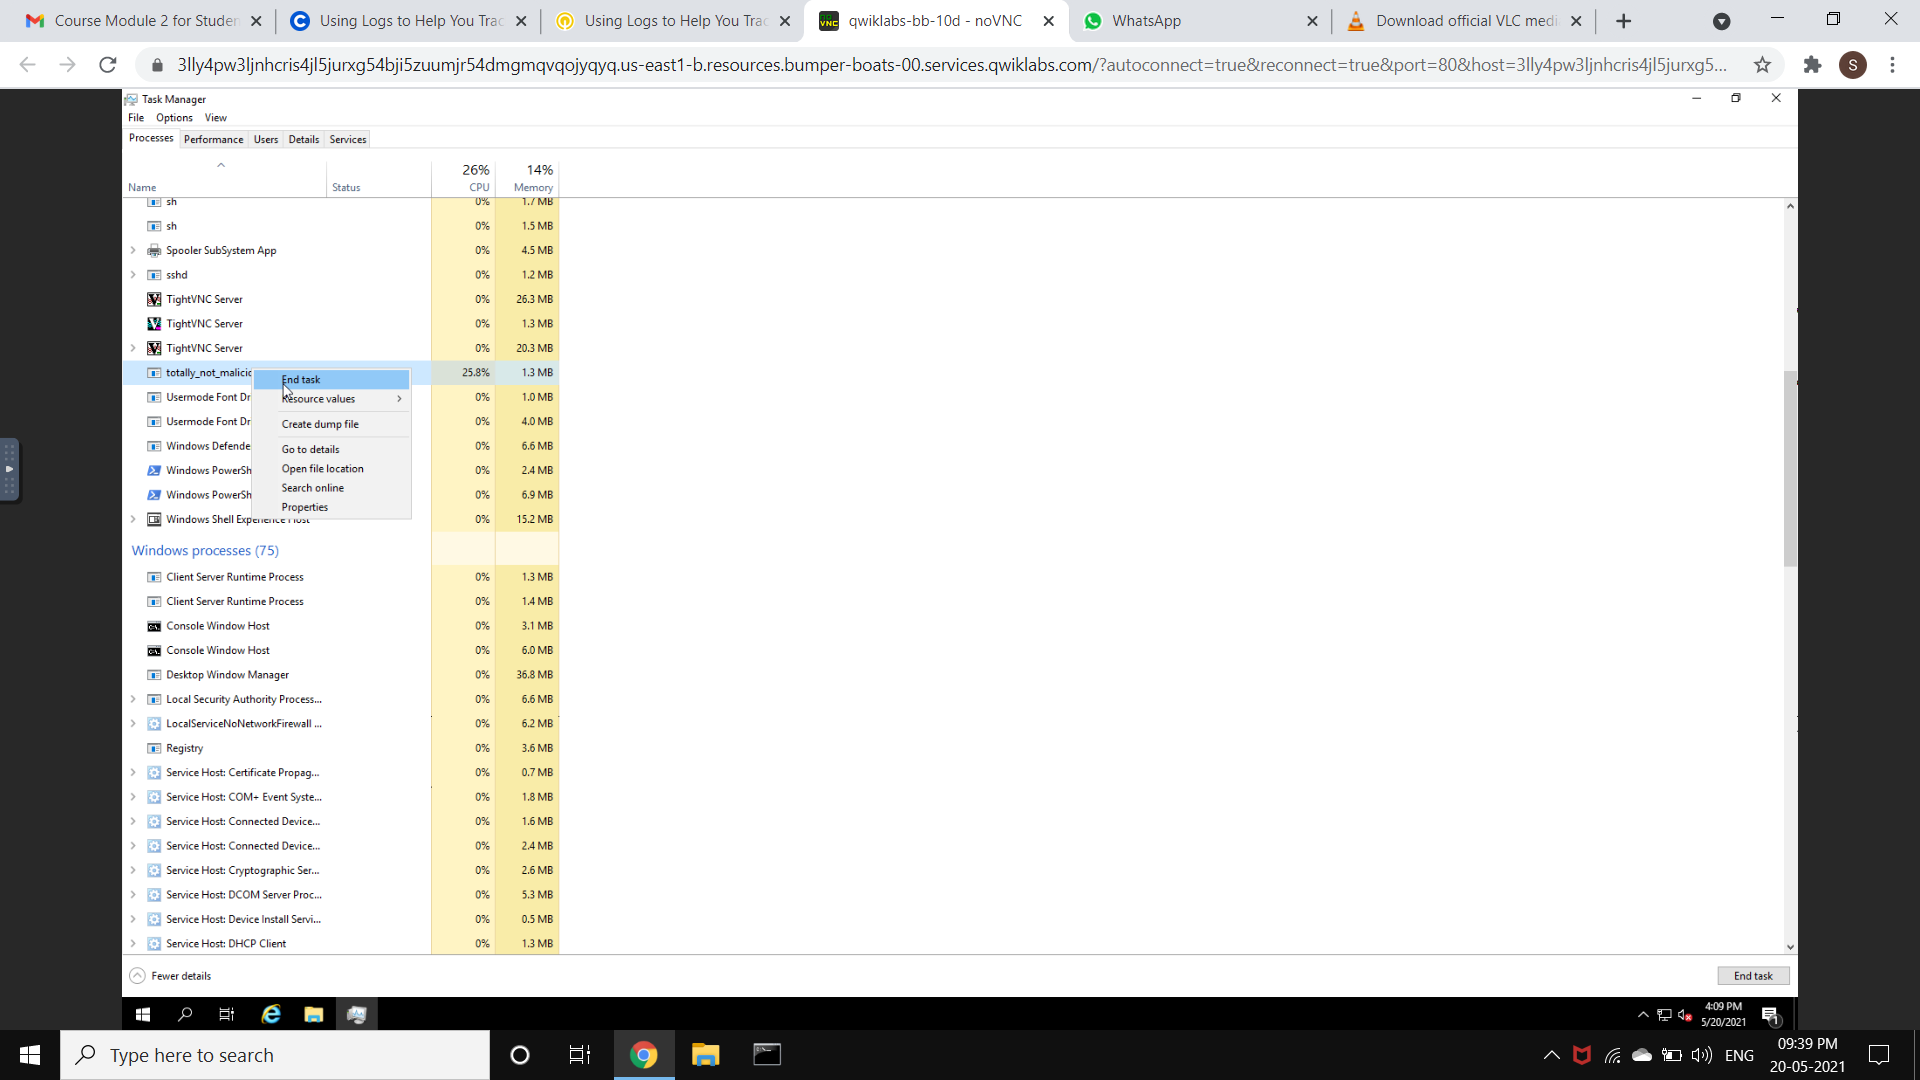 Course Module 2 for Studen
Using Logs to Help You Trac
Using Logs to Help You Trac
qwiklabs-bb-10d - noVNC
WhatsApp
Download official VLC medi
3lly4pw3ljnhcris4jl5jurxg54bji5zuumjr54dmgmqvqojyqyq.us-east1-b.resources.bumper-boats-00.services.qwiklabs.com/?autoconnect=true&reconnect=true&port=80&host=3lly4pw3ljnhcris4jl5jurxg5...
S
Task Manager
File Options View
Processes Performance Users Details Services
26% 14%
Name Status CPU Memory
sh 0% 1.7 MB
sh 0% 1.5 MB
Spooler SubSystem App 0% 4.5 MB
sshd 0% 1.2 MB
TightVNC Server 0% 26.3 MB
TightVNC Server 0% 1.3 MB
TightVNC Server 0% 20.3 MB
totally_not_malicio 25.8% 1.3 MB
Usermode Font Dr 0% 1.0 MB
Usermode Font Dr 0% 4.0 MB
Windows Defende 0% 6.6 MB
Windows PowerSh 0% 2.4 MB
Windows PowerSh 0% 6.9 MB
Windows Shell Experience Host 0% 15.2 MB
End task
Resource values
Create dump file
Go to details
Open file location
Search online
Properties
Windows processes (75)
Client Server Runtime Process 0% 1.3 MB
Client Server Runtime Process 0% 1.4 MB
Console Window Host 0% 3.1 MB
Console Window Host 0% 6.0 MB
Desktop Window Manager 0% 36.8 MB
Local Security Authority Process... 0% 6.6 MB
LocalServiceNoNetworkFirewall ... 0% 6.2 MB
Registry 0% 3.6 MB
Service Host: Certificate Propag... 0% 0.7 MB
Service Host: COM+ Event Syste... 0% 1.8 MB
Service Host: Connected Device... 0% 1.6 MB
Service Host: Connected Device... 0% 2.4 MB
Service Host: Cryptographic Ser... 0% 2.6 MB
Service Host: DCOM Server Proc... 0% 5.3 MB
Service Host: Device Install Servi... 0% 0.5 MB
Service Host: DHCP Client 0% 1.3 MB
Fewer details
End task
4:09 PM
5/20/2021
1
Type here to search
ENG
09:39 PM
20-05-2021